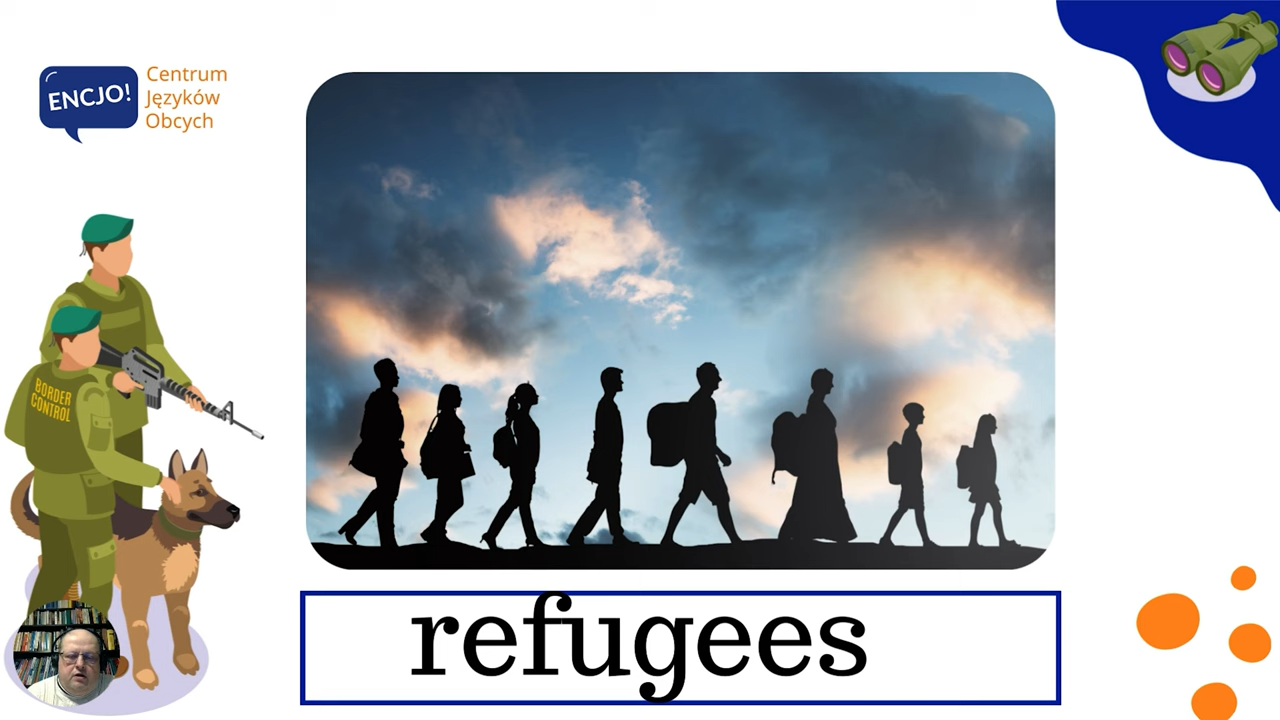 ENCJO!
Centrum
Języków
Obcych
BORDER
CONTROL
refugees